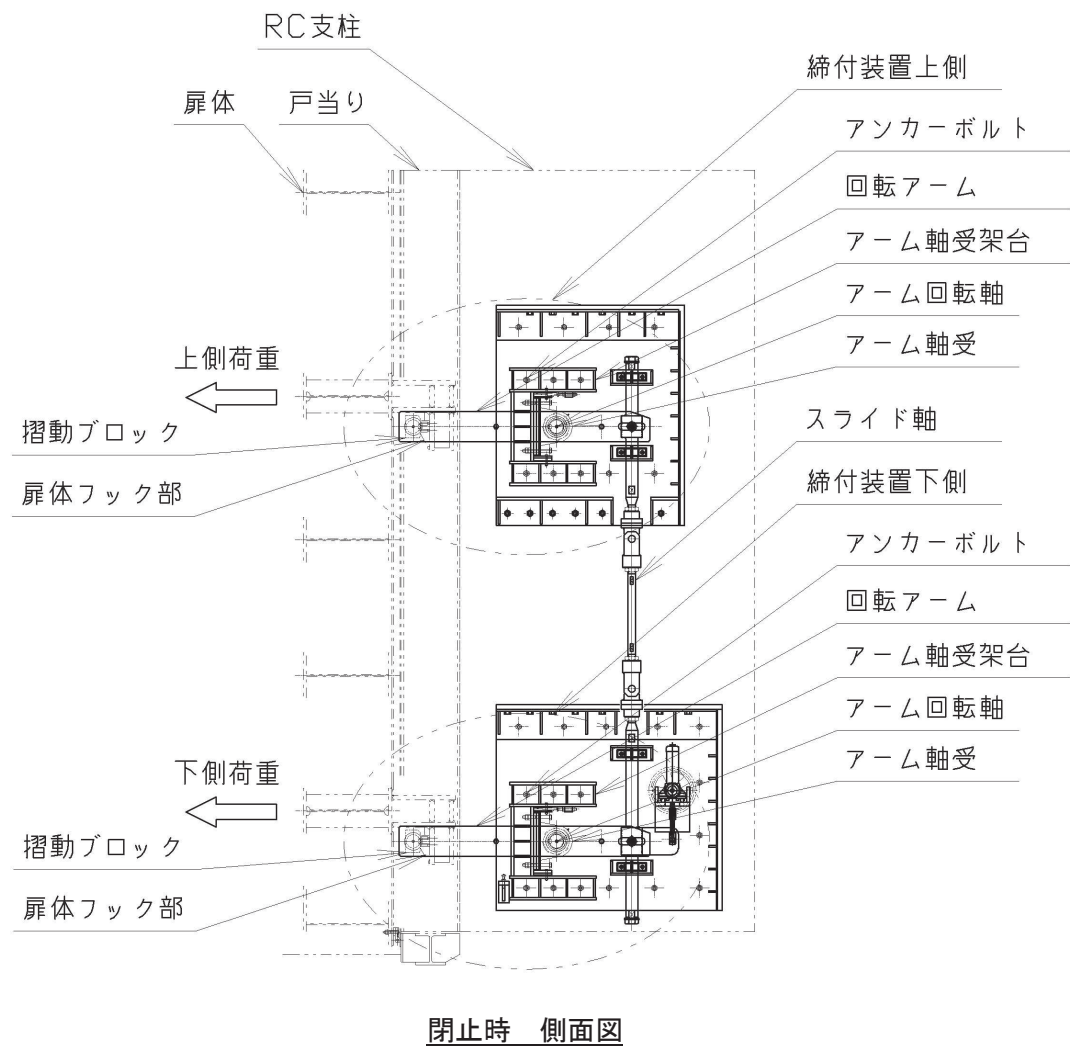 RC支柱
締付装置上側
扉体
戸当り
アンカーボルト
回転アーム
アーム軸受架台
アーム回転軸
上側荷重
アーム軸受
摺動ブロック
スライド軸
扉体フック部
締付装置下側
アンカーボルト
回転アーム
アーム軸受架台
アーム回転軸
下側荷重
アーム軸受
摺動ブロック
扉体フック部
閉止時 側面図